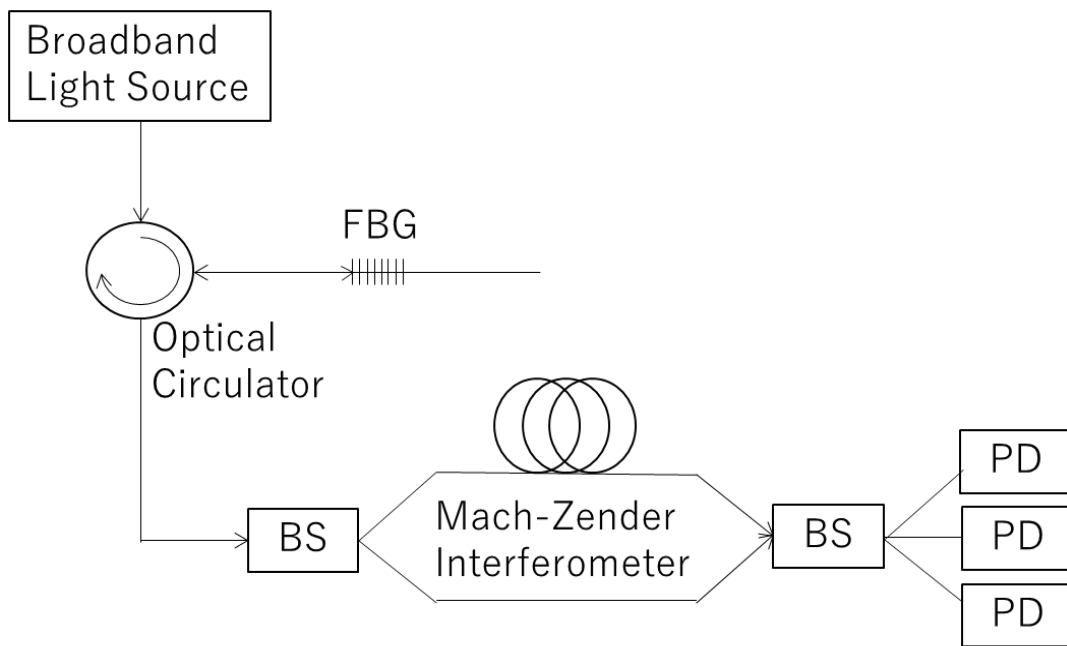 Broadband
Light Source
FBG
Optical
Circulator
BS
Mach-Zender
Interferometer
BS
PD
PD
PD